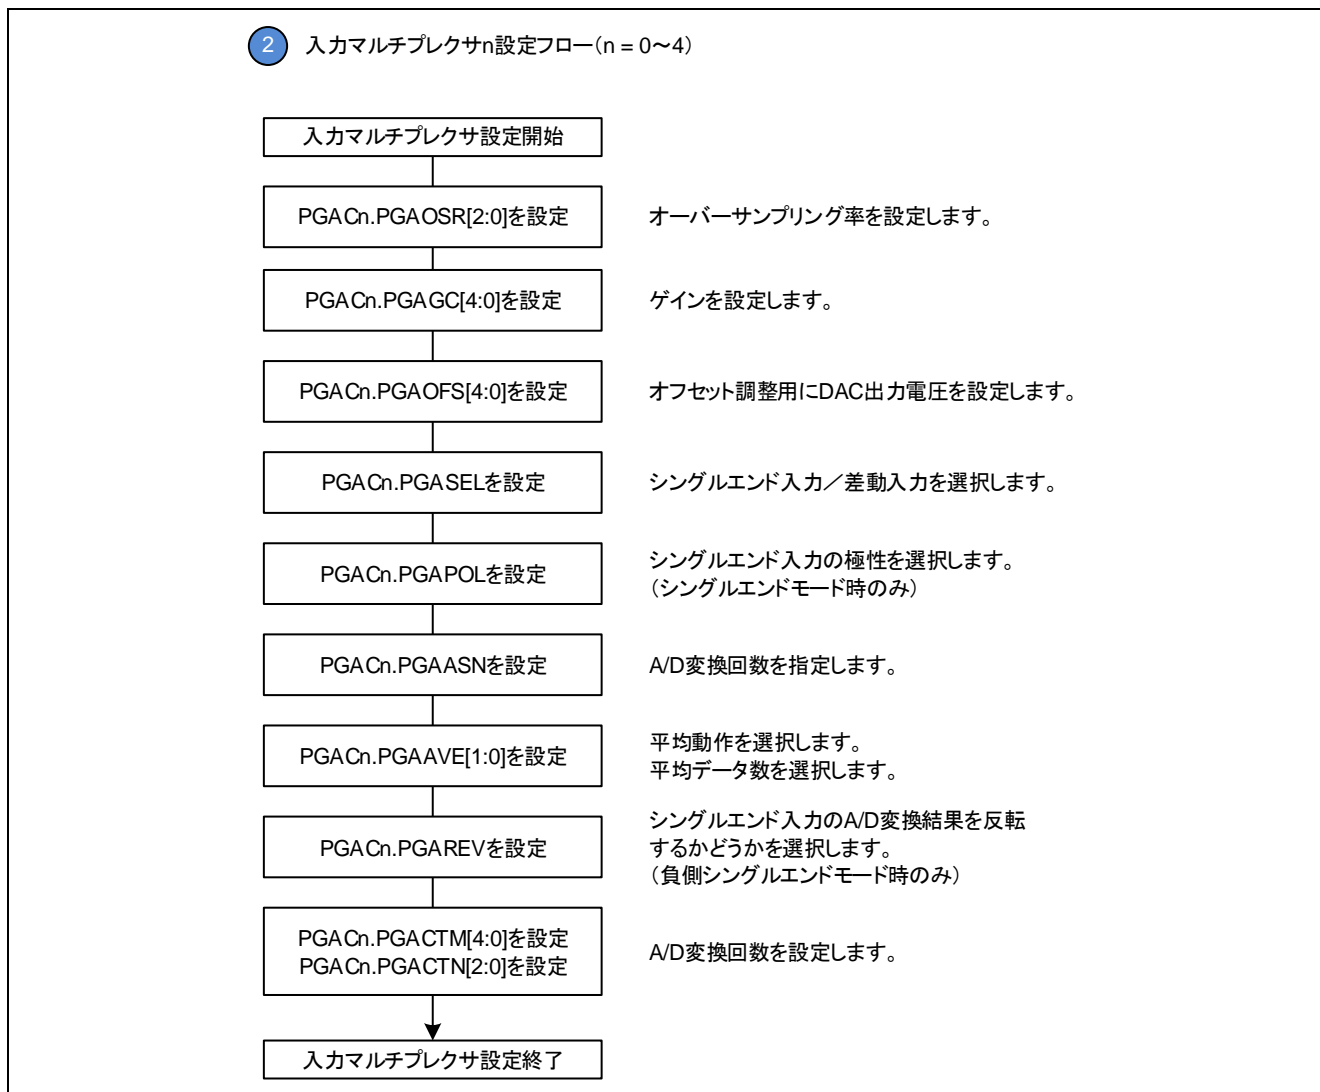 2 入力マルチプレクサn設定フロー（n = 0～4）
入力マルチプレクサ設定開始
PGACn.PGAOSR[2:0]を設定
オーバーサンプリング率を設定します。
PGACn.PGAGC[4:0]を設定
ゲインを設定します。
PGACn.PGAOFS[4:0]を設定
オフセット調整用にDAC出力電圧を設定します。
PGACn.PGASELを設定
シングルエンド入力／差動入力を選択します。
PGACn.PGAPOLを設定
シングルエンド入力の極性を選択します。
（シングルエンドモード時のみ）
PGACn.PGAASNを設定
A/D変換回数を指定します。
PGACn.PGAAVE[1:0]を設定
平均動作を選択します。
平均データ数を選択します。
PGACn.PGAREVを設定
シングルエンド入力のA/D変換結果を反転
するかどうかを選択します。
（負側シングルエンドモード時のみ）
PGACn.PGACTM[4:0]を設定
PGACn.PGACTN[2:0]を設定
A/D変換回数を設定します。
入力マルチプレクサ設定終了